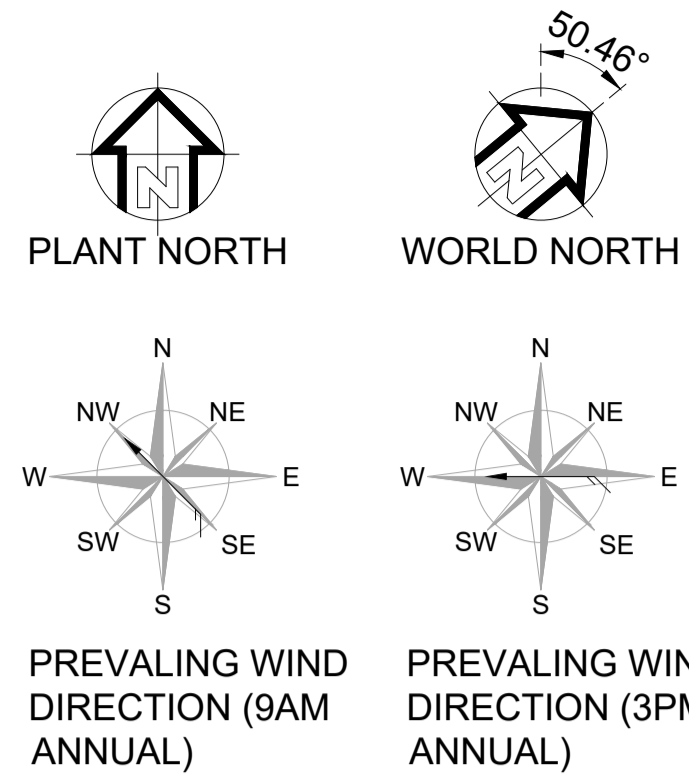 50.46°
N
N
PLANT NORTH
WORLD NORTH
N
NW
NE
W
E
SW
SE
S
N
NW
NE
W
E
SW
SE
S
PREVALING WIND
DIRECTION (9AM
ANNUAL)
PREVALING WIN
DIRECTION (3PM
ANNUAL)